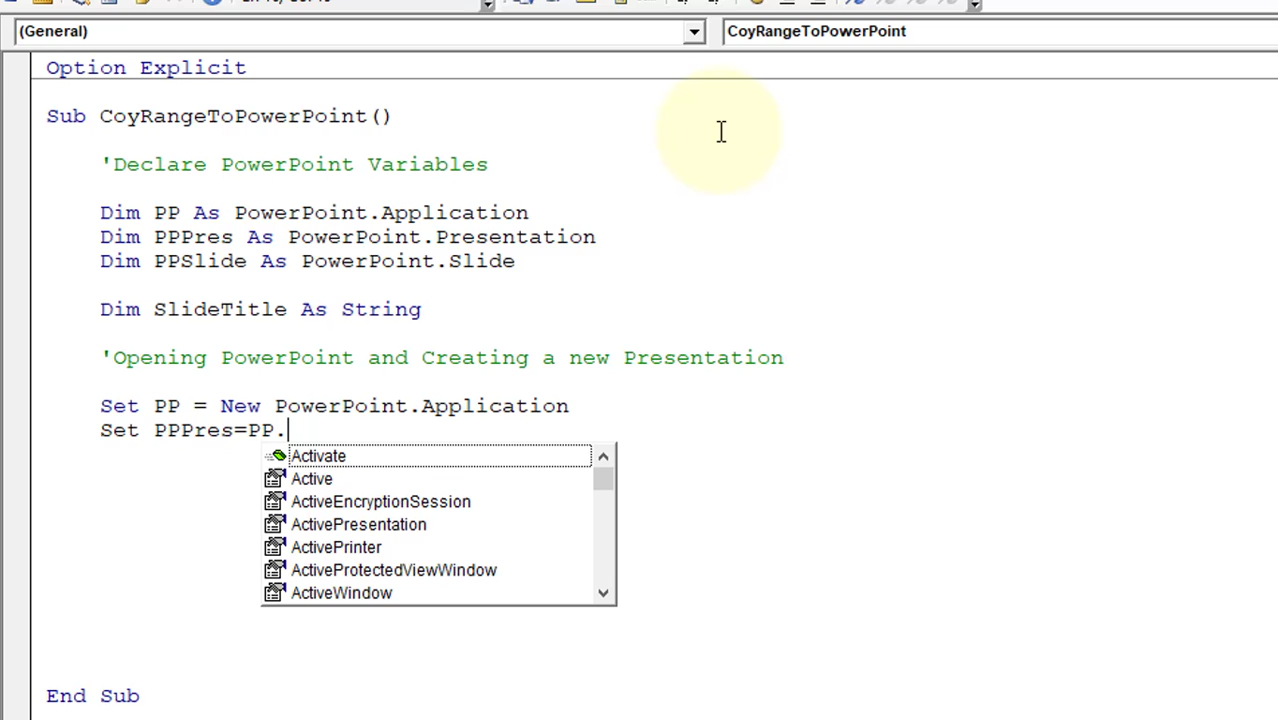 (General)
CoyRangeToPowerPoint
Option Explicit
Sub CoyRangeToPowerPoint()
'Declare PowerPoint Variables
Dim PP As PowerPoint.Application
Dim PPPres As PowerPoint.Presentation
Dim PPSlide As PowerPoint.Slide
Dim SlideTitle As String
'Opening PowerPoint and Creating a new Presentation
Set PP = New PowerPoint.Application
Set PPPres=PP.
Activate
Active
ActiveEncryptionSession
ActivePresentation
ActivePrinter
ActiveProtectedViewWindow
ActiveWindow
End Sub